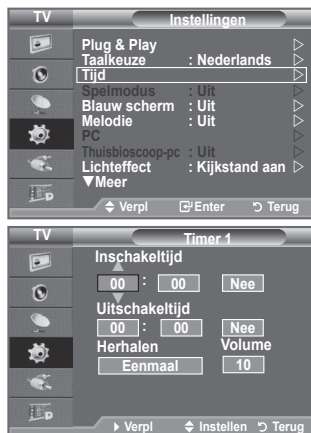 TV
Instellingen
Plug & Play
Taalkeuze : Nederlands
Tijd
Spelmodus : Uit
Blauw scherm : Uit
Melodie : Uit
PC
Thuisbioscoop-pc : Uit
Lichteffect : Kijkstand aan
▼Meer
Verpl Enter Terug
TV
Timer 1
Inschakeltijd
00 : 00 Nee
Uitschakeltijd
00 : 00 Nee
Herhalen Volume
Eenmaal 10
Verpl Instellen Terug